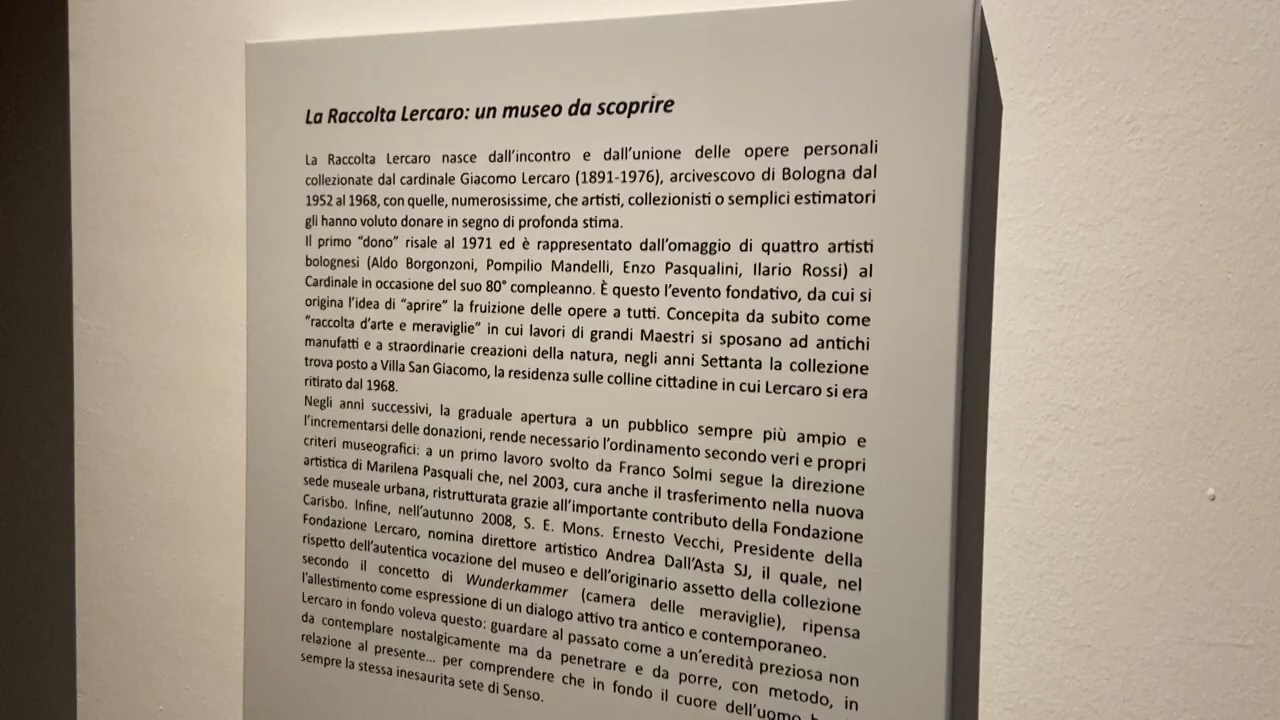 La Raccolta Lercaro: un museo da scoprire
La Raccolta Lercaro nasce dall'incontro e dall'unione delle opere personali
collezionate dal cardinale Giacomo Lercaro (1891-1976), arcivescovo di Bologna dal
1952 al 1968, con quelle, numerosissime, che artisti, collezionisti o semplici estimatori
gli hanno voluto donare in segno di profonda stima.
Il primo "dono" risale al 1971 ed è rappresentato dall'omaggio di quattro artisti
bolognesi (Aldo Borgonzoni, Pompilio Mandelli, Enzo Pasqualini, Ilario Rossi) al
Cardinale in occasione del suo 80° compleanno. È questo l'evento fondativo, da cui si
origina l'idea di "aprire" la fruizione delle opere a tutti. Concepita da subito come
"raccolta d'arte e meraviglie" in cui lavori di grandi Maestri si sposano ad antichi
manufatti e a straordinarie creazioni della natura, negli anni Settanta la collezione
trova posto a Villa San Giacomo, la residenza sulle colline cittadine in cui Lercaro si era
ritirato dal 1968.
Negli anni successivi, la graduale apertura a un pubblico sempre più ampio e
l'incrementarsi delle donazioni, rende necessario l'ordinamento secondo veri e propri
criteri museografici: a un primo lavoro svolto da Franco Solmi segue la direzione
artistica di Marilena Pasquali che, nel 2003, cura anche il trasferimento nella nuova
sede museale urbana, ristrutturata grazie all'importante contributo della Fondazione
Carisbo. Infine, nell'autunno 2008, S. E. Mons. Ernesto Vecchi, Presidente della
Fondazione Lercaro, nomina direttore artistico Andrea Dall'Asta SJ, il quale, nel
rispetto dell'autentica vocazione del museo e dell'originario assetto della collezione
secondo il concetto di Wunderkammer (camera delle meraviglie), ripensa
l'allestimento come espressione di un dialogo attivo tra antico e contemporaneo.
Lercaro in fondo voleva questo: guardare al passato come a un'eredità preziosa non
da contemplare nostalgicamente ma da penetrare e da porre, con metodo, in
relazione al presente... per comprendere che in fondo il cuore dell'uomo
sempre la stessa inesaurita sete di Senso.